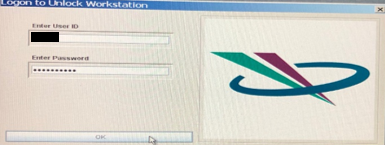 Logon to Unlock Workstation
Enter User ID
Enter Password
••••••••••
OK